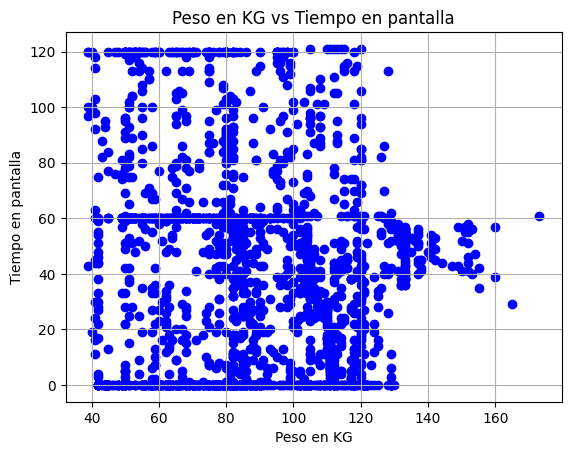 Peso en KG vs Tiempo en pantalla
Tiempo en pantalla
120
100
80
60
40
20
0
40 60 80 100 120 140 160
Peso en KG